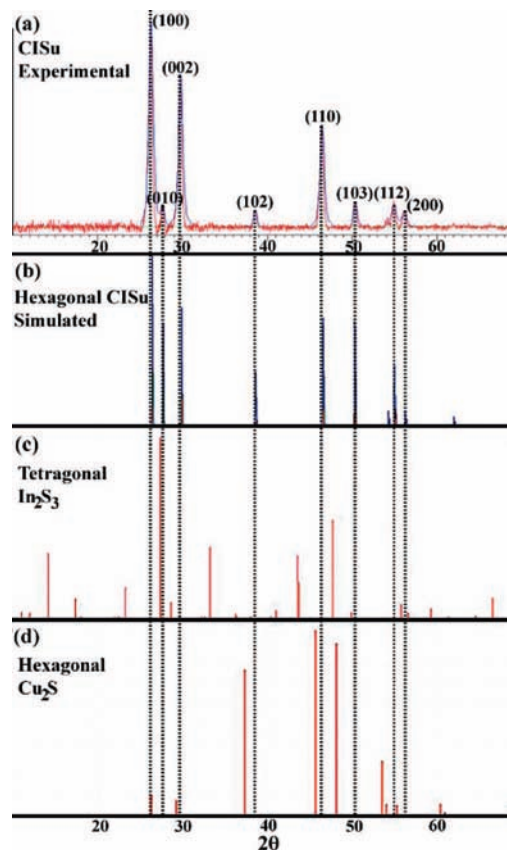 (a)
CISu
Experimental
(100)
(010)
(002)
(102)
(110)
(103)
(112)
(200)
20 30 40 50 60
(b)
Hexagonal CISu
Simulated
(c)
Tetragonal
In₂S₃
(d)
Hexagonal
Cu₂S
20 29 40 50 60
2θ